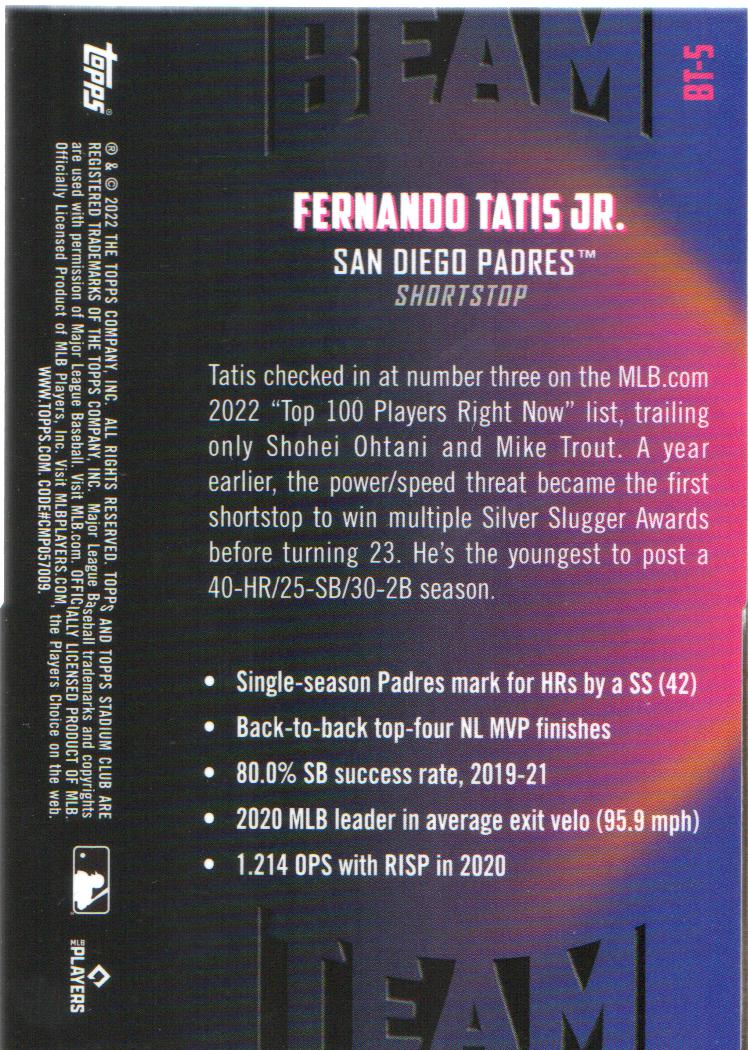 BEAM
BT-5
FERNANDO TATIS JR.
SAN DIEGO PADRES™
SHORTSTOP
Tatis checked in at number three on the MLB.com
2022 “Top 100 Players Right Now” list, trailing
only Shohei Ohtani and Mike Trout. A year
earlier, the power/speed threat became the first
shortstop to win multiple Silver Slugger Awards
before turning 23. He's the youngest to post a
40-HR/25-SB/30-2B season.
• Single-season Padres mark for HRs by a SS (42)
• Back-to-back top-four NL MVP finishes
• 80.0% SB success rate, 2019-21
• 2020 MLB leader in average exit velo (95.9 mph)
• 1.214 OPS with RISP in 2020
TEAM
topps®
® & © 2022 THE TOPPS COMPANY, INC. ALL RIGHTS RESERVED. TOPPS AND TOPPS STADIUM CLUB ARE
REGISTERED TRADEMARKS OF THE TOPPS COMPANY, INC. Major League Baseball trademarks and copyrights
are used with permission of Major League Baseball. Visit MLB.com. OFFICIALLY LICENSED PRODUCT OF MLB
Officially Licensed Product of MLB Players, Inc. Visit MLBPLAYERS.COM, the Players Choice on the web.
WWW.TOPPS.COM. CODE#CMP057009.
MLB
PLAYERS